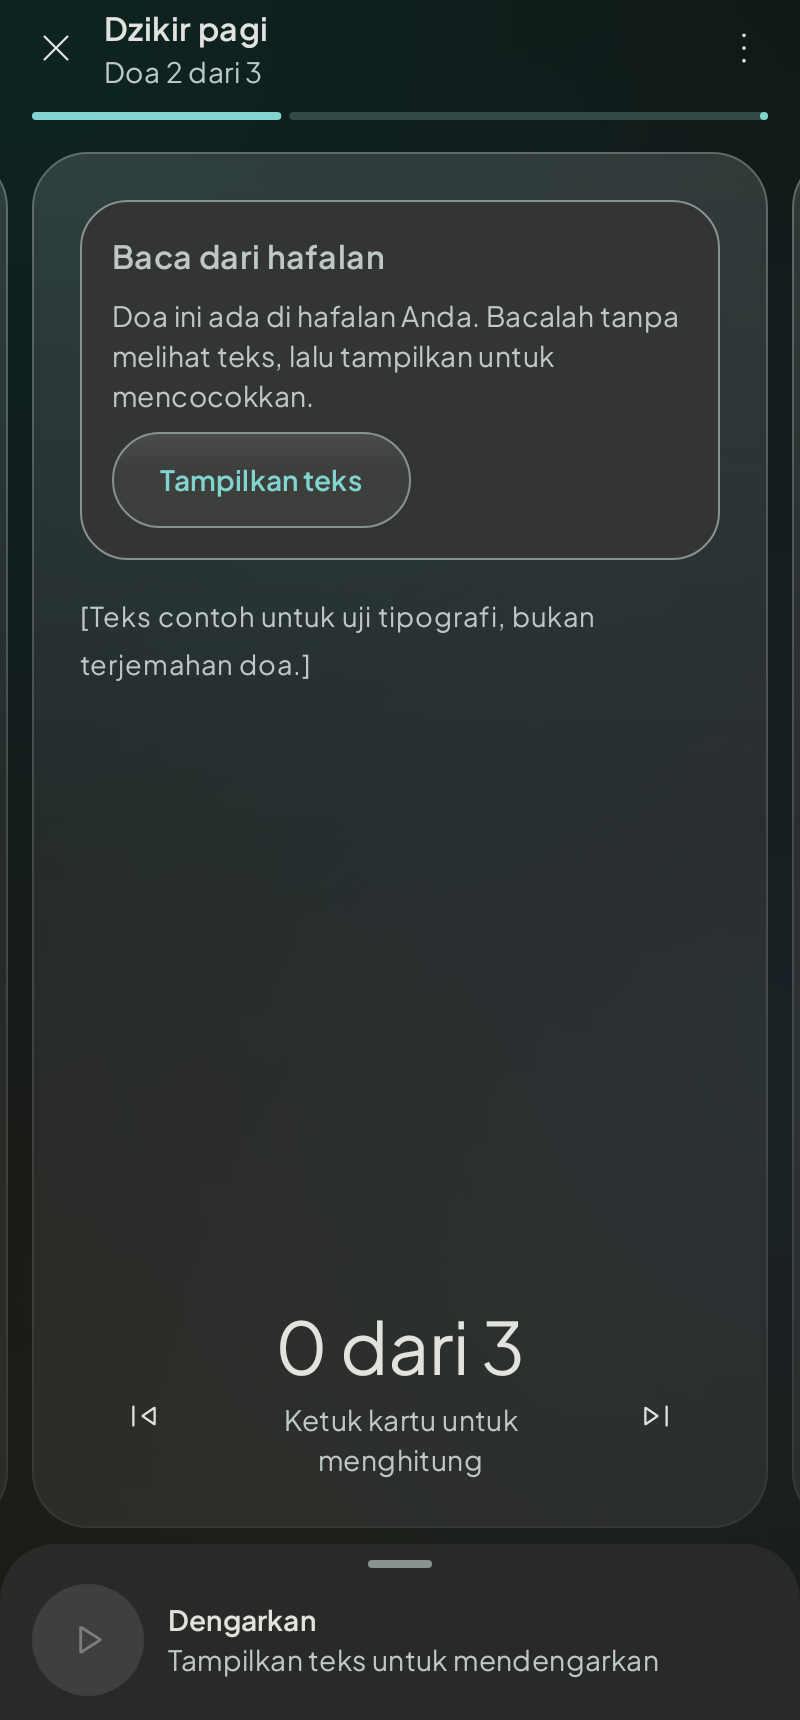 Dzikir pagi
Doa 2 dari 3
Baca dari hafalan
Doa ini ada di hafalan Anda. Bacalah tanpa
melihat teks, lalu tampilkan untuk
mencocokkan.
Tampilkan teks
[Teks contoh untuk uji tipografi, bukan
terjemahan doa.]
0 dari 3
Ketuk kartu untuk
menghitung
Dengarkan
Tampilkan teks untuk mendengarkan